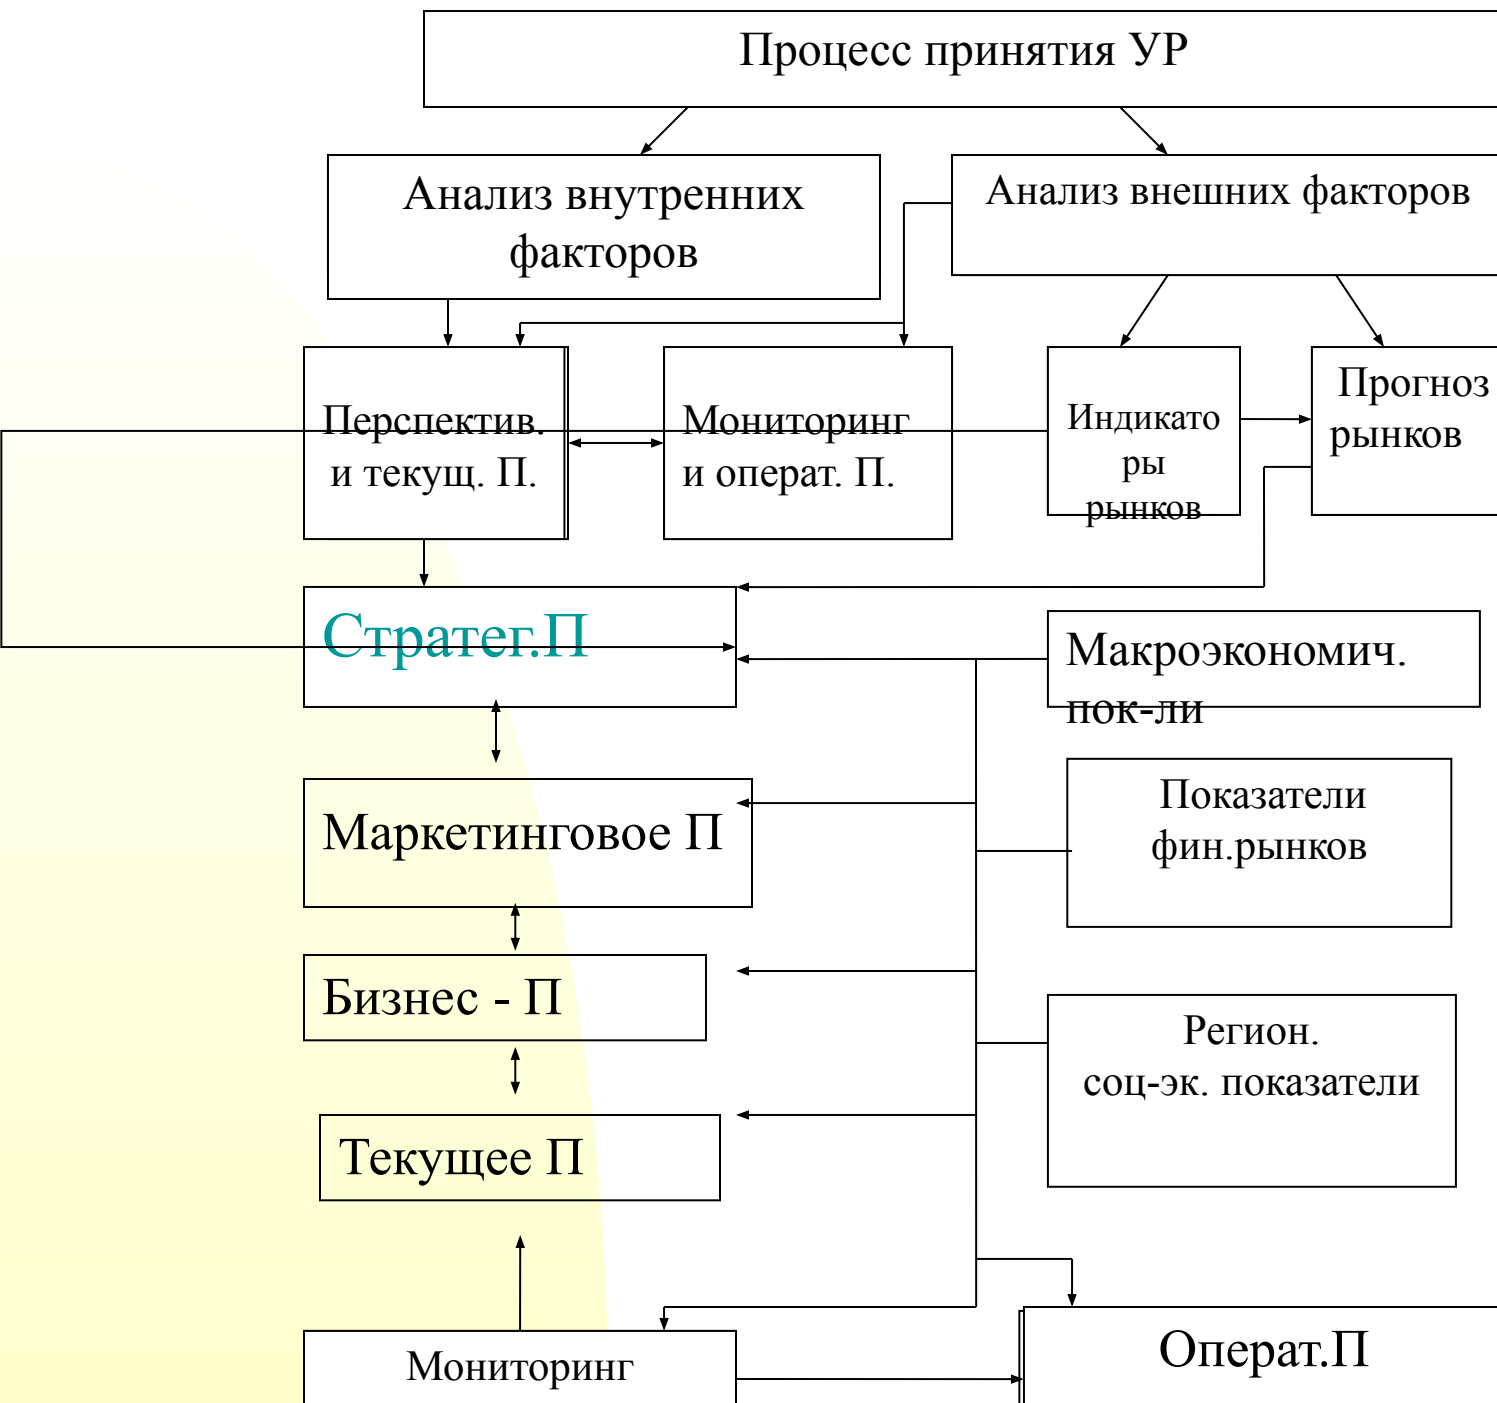 Процесс принятия УР
Анализ внутренних
факторов
Анализ внешних факторов
Перспектив.
и текущ. П.
Мониторинг
и операт. П.
Индикато
ры
рынков
Прогноз
рынков
Стратег.П
Макроэкономич.
пок-ли
Маркетинговое П
Показатели
фин.рынков
Бизнес - П
Регион.
соц-эк. показатели
Текущее П
Мониторинг
Операт.П